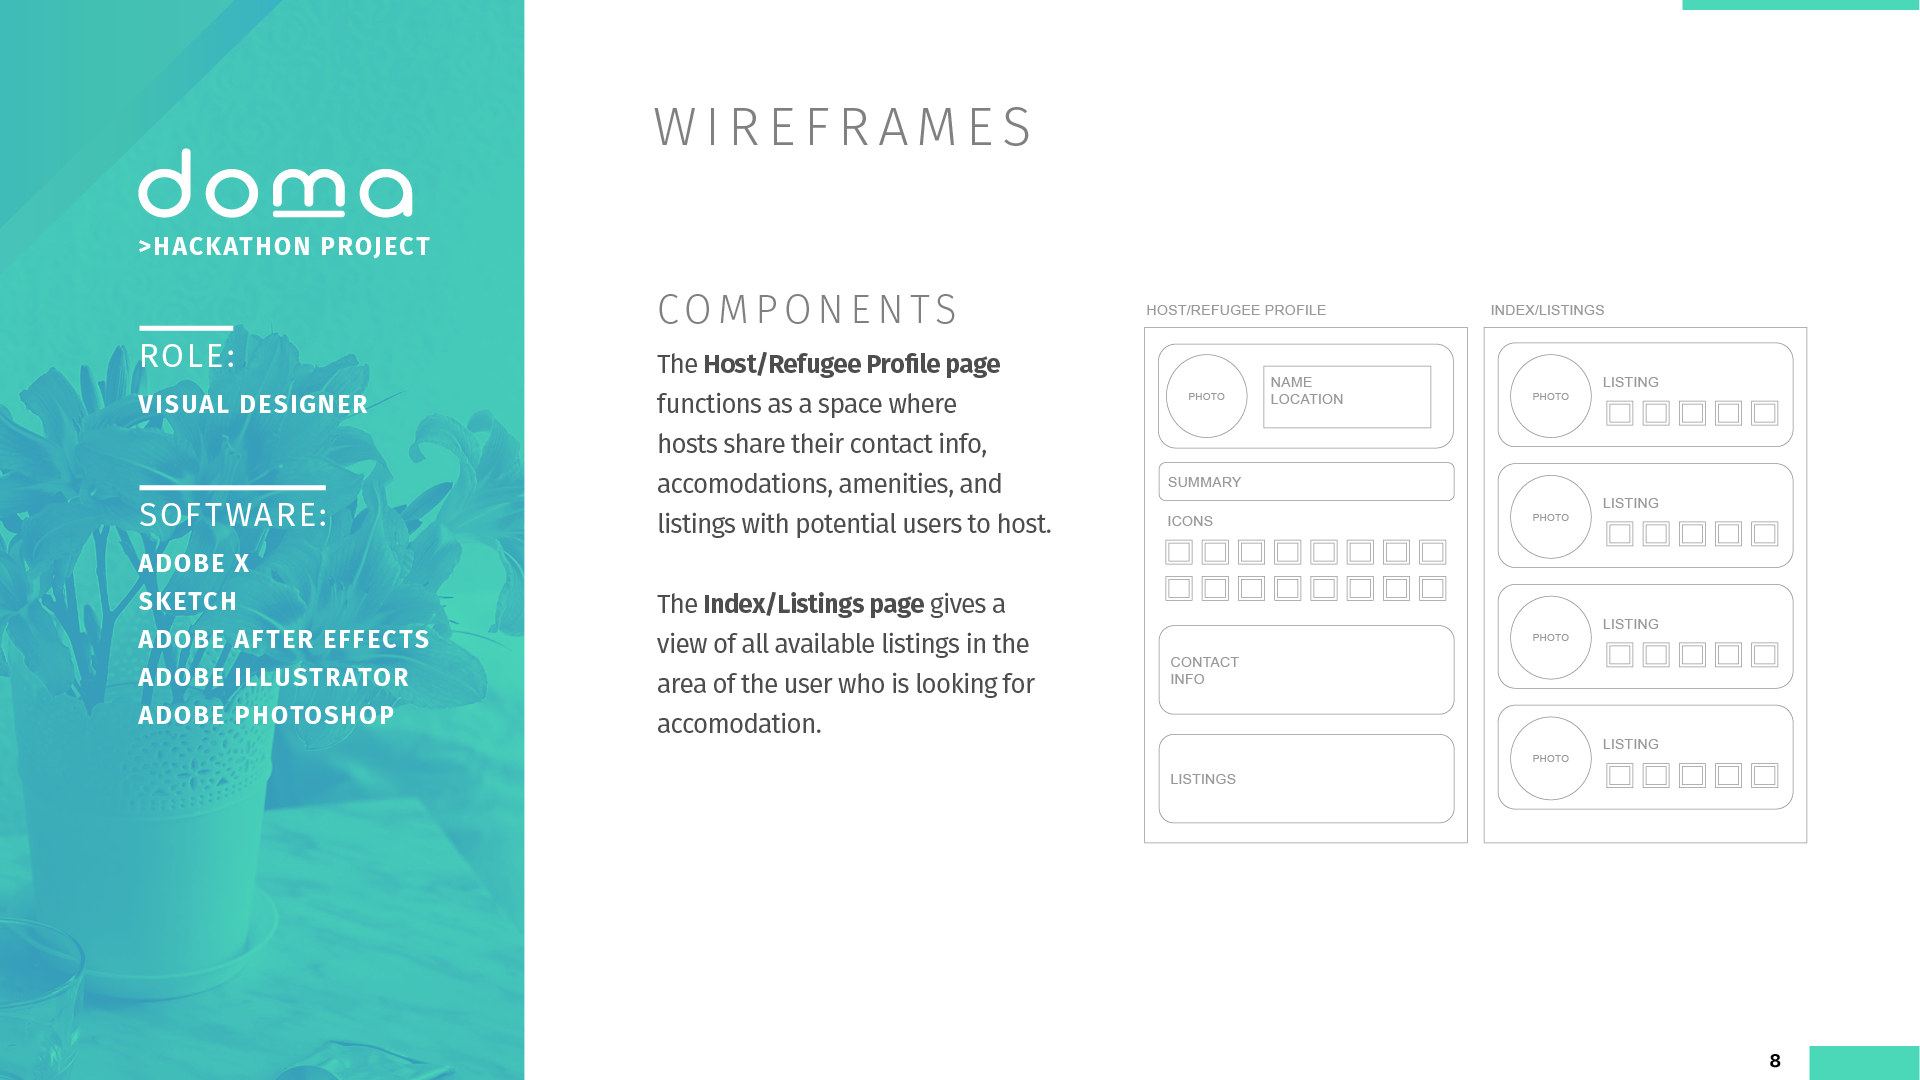 doma
>HACKATHON PROJECT
ROLE:
VISUAL DESIGNER
SOFTWARE:
ADOBE X
SKETCH
ADOBE AFTER EFFECTS
ADOBE ILLUSTRATOR
ADOBE PHOTOSHOP
WIREFRAMES
COMPONENTS
The Host/Refugee Profile page
functions as a space where
hosts share their contact info,
accomodations, amenities, and
listings with potential users to host.
The Index/Listings page gives a
view of all available listings in the
area of the user who is looking for
accomodation.
HOST/REFUGEE PROFILE
PHOTO
NAME
LOCATION
SUMMARY
ICONS
CONTACT
INFO
LISTINGS
INDEX/LISTINGS
PHOTO
LISTING
PHOTO
LISTING
PHOTO
LISTING
PHOTO
LISTING
8